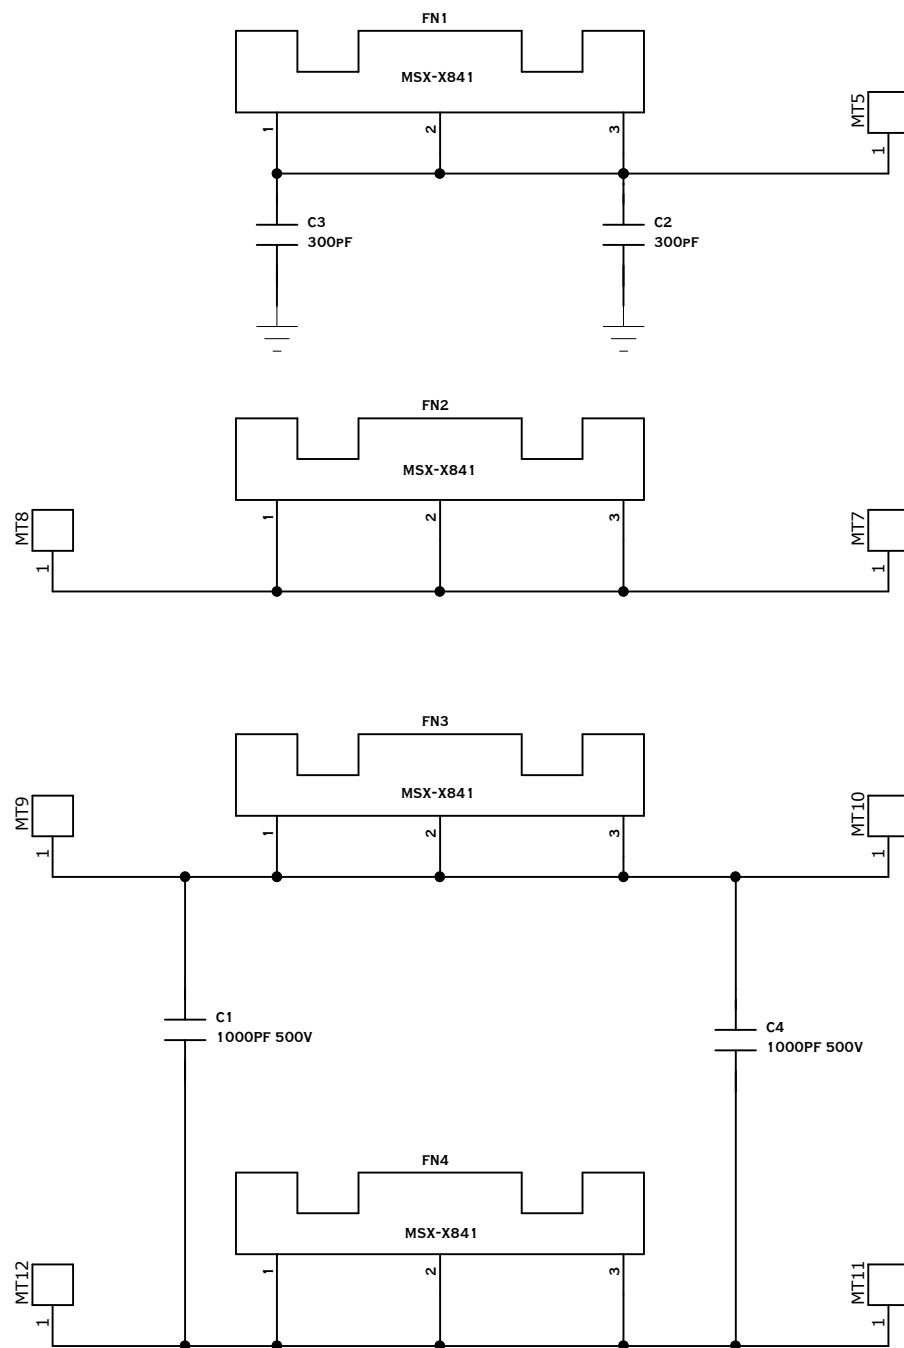 FN1
MSX-X841
MT5
1
2
3
1
C3
300PF
C2
300PF
FN2
MSX-X841
MT8
1
1
2
3
MT7
1
FN3
MSX-X841
MT9
1
1
2
3
MT10
1
C1
1000PF 500V
C4
1000PF 500V
FN4
MSX-X841
MT12
1
1
2
3
MT11
1